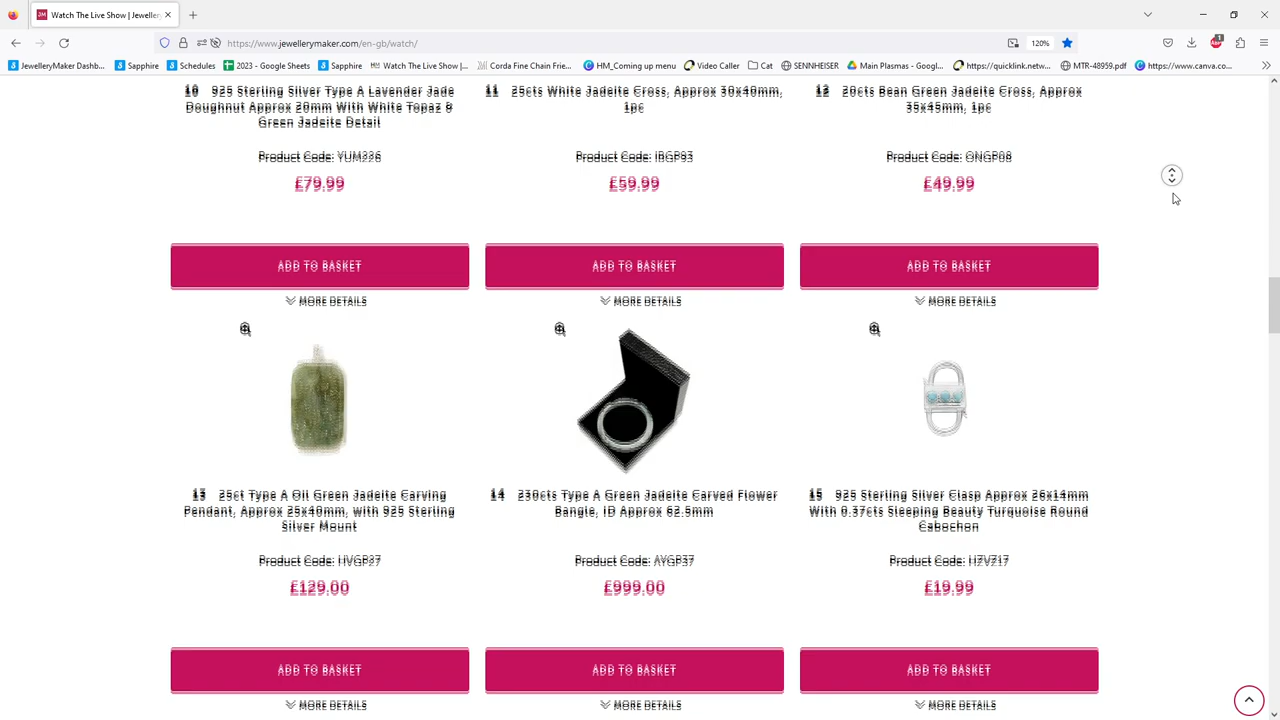 Watch The Live Show | Jeweller
https://www.jewellerymaker.com/en-gb/watch/
120%
1
JewelleryMaker Dashb...
Sapphire
Schedules
2023 - Google Sheets
Sapphire
Watch The Live Show |...
Corda Fine Chain Frie...
HM_Coming up menu
Video Caller
Cat
SENNHEISER
Main Plasmas - Googl...
https://quicklink.netw...
MTR-48959.pdf
https://www.canva.co...
10 925 Sterling Silver Type A Lavender Jade
Doughnut Approx 20mm With White Topaz &
Green Jadeite Detail
Product Code: YUM226
£79.99
ADD TO BASKET
MORE DETAILS
11 25cts White Jadeite Cross, Approx 30x40mm,
1pc
Product Code: IBGP93
£59.99
ADD TO BASKET
MORE DETAILS
12 20cts Bean Green Jadeite Cross, Approx
35x45mm, 1pc
Product Code: ONGP08
£49.99
ADD TO BASKET
MORE DETAILS
13 25ct Type A Oil Green Jadeite Carving
Pendant, Approx 25x40mm, with 925 Sterling
Silver Mount
Product Code: HVGP27
£129.00
ADD TO BASKET
MORE DETAILS
14 230cts Type A Green Jadeite Carved Flower
Bangle, ID Approx 62.5mm
Product Code: AYGP37
£999.00
ADD TO BASKET
MORE DETAILS
15 925 Sterling Silver Clasp Approx 26x14mm
With 0.37cts Sleeping Beauty Turquoise Round
Cabochon
Product Code: HZVZ17
£19.99
ADD TO BASKET
MORE DETAILS